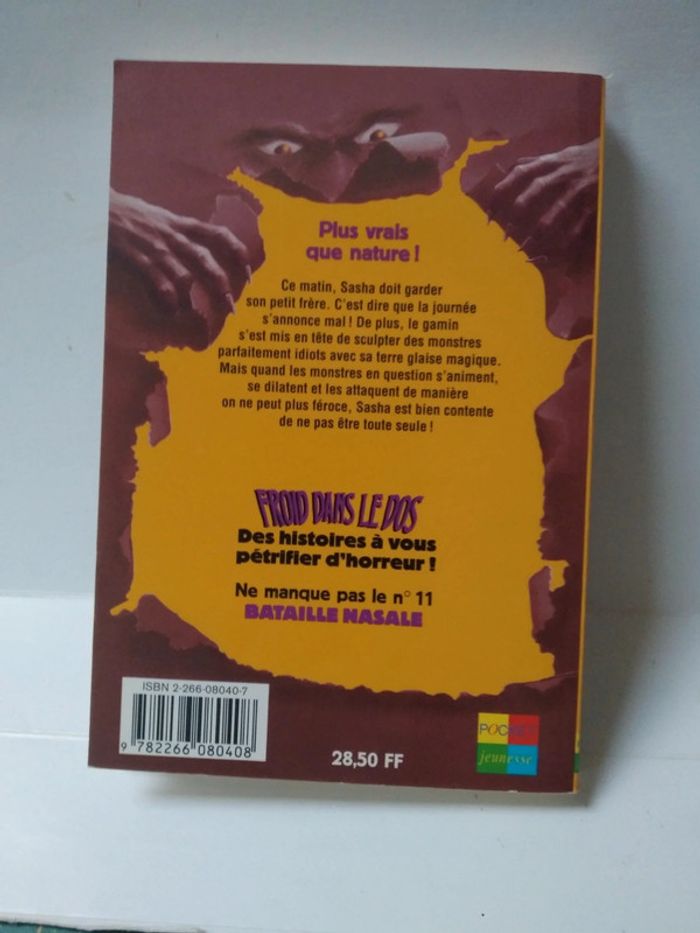 Plus vrais
que nature !
Ce matin, Sasha doit garder
son petit frère. C'est dire que la journée
s'annonce mal ! De plus, le gamin
s'est mis en tête de sculpter des monstres
parfaitement idiots avec sa terre glaise magique.
Mais quand les monstres en question s'animent,
se dilatent et les attaquent de manière
on ne peut plus féroce, Sasha est bien contente
de ne pas être toute seule !
FROID DANS LE DOS
Des histoires à vous
pétrifier d'horreur !
Ne manque pas le n° 11
BATAILLE NASALE
ISBN 2-266-08040-7
9 782266 080408
28,50 FF
POCKET
jeunesse